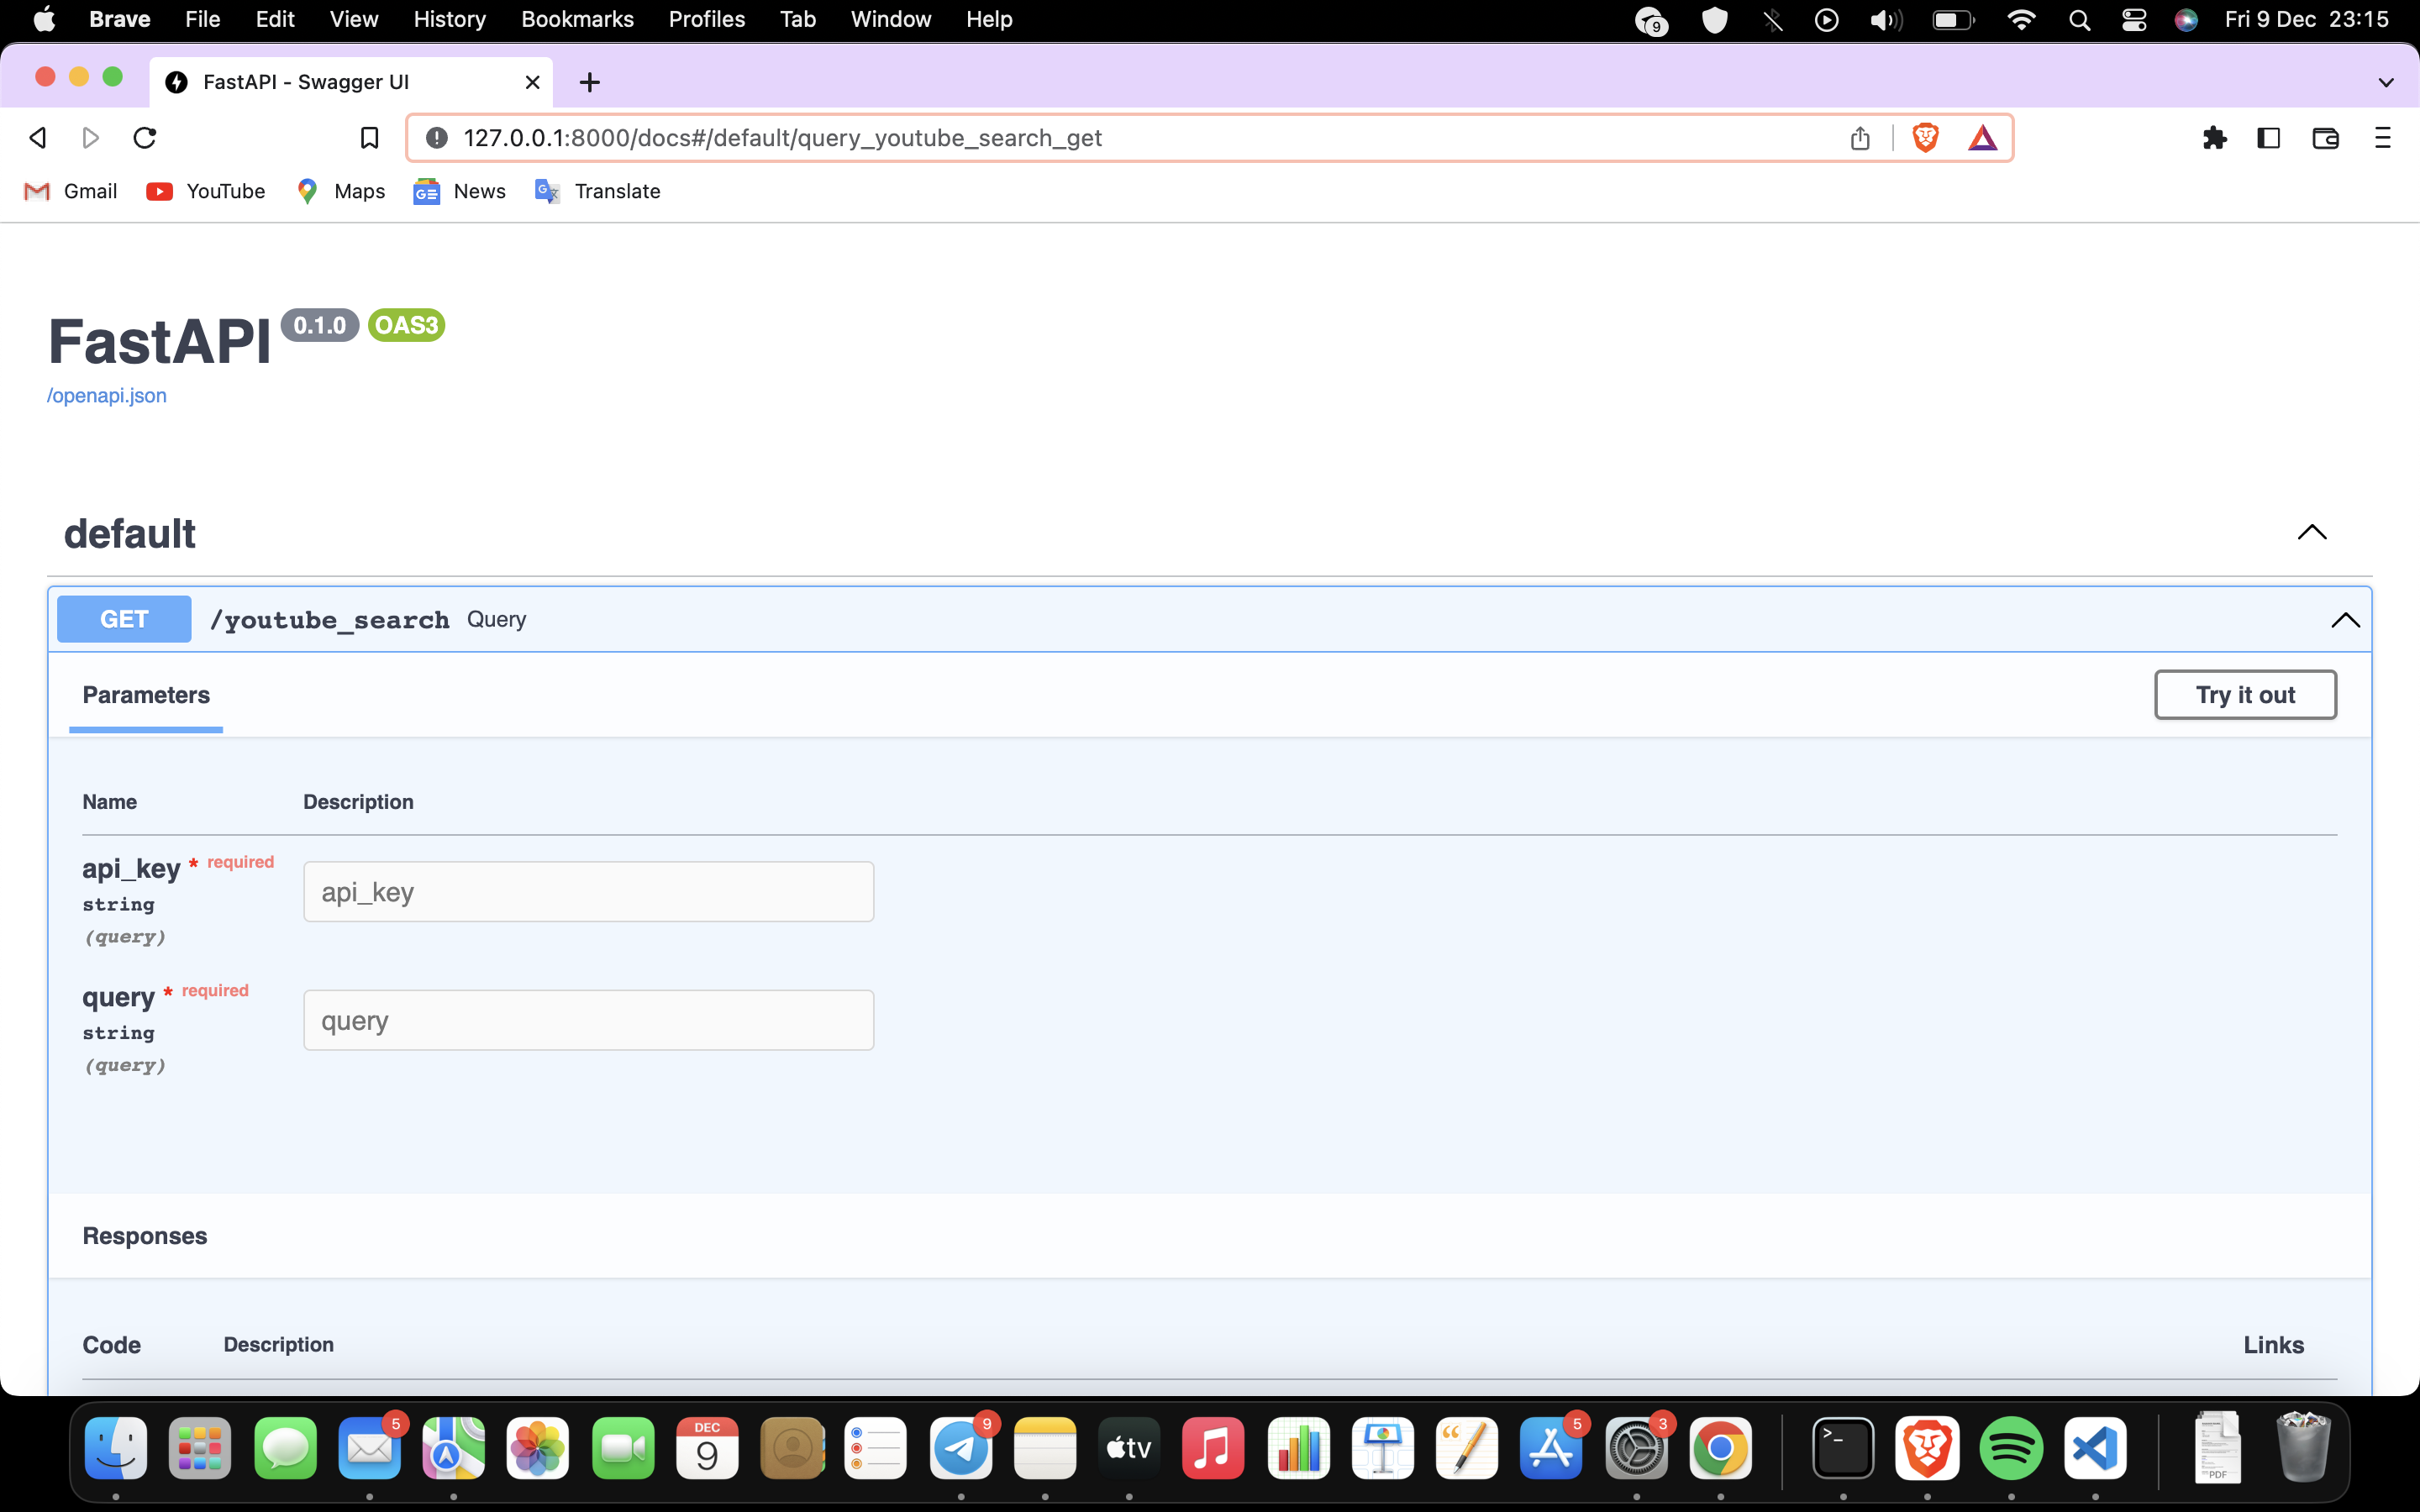 Brave File Edit View History Bookmarks Profiles Tab Window Help 9 Fri 9 Dec 23:15
FastAPI - Swagger UI
127.0.0.1:8000/docs#/default/query_youtube_search_get
Gmail YouTube Maps News Translate
FastAPI 0.1.0 OAS3
/openapi.json
default
GET /youtube_search Query
Parameters Try it out
Name Description
api_key * required
string
(query)
api_key
query * required
string
(query)
query
Responses
Code Description Links
5 DEC 9 9 tv 5 3 >_ PDF